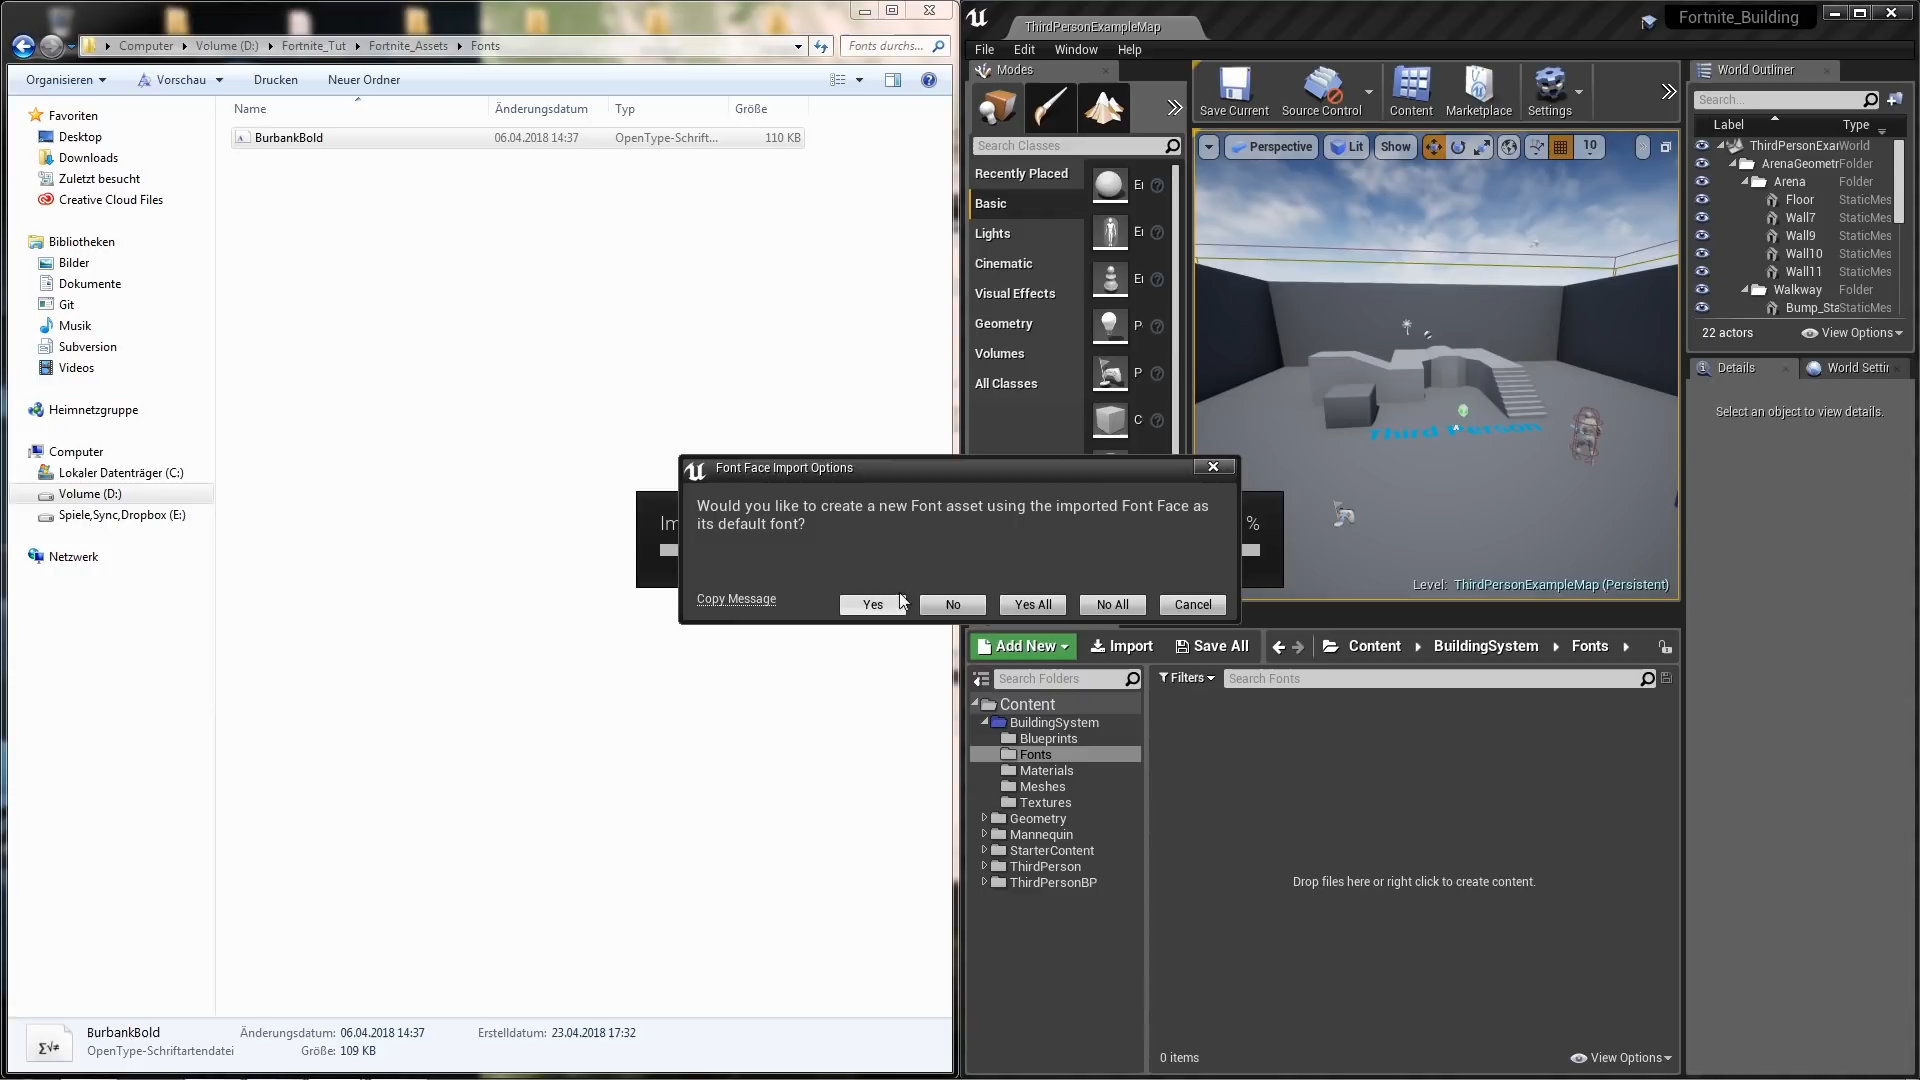 Computer
Volume (D:)
Fortnite_Tut
Fortnite_Assets
Fonts
Fonts durchs...
Organisieren
Vorschau
Drucken
Neuer Ordner
Favoriten
Desktop
Downloads
Zuletzt besucht
Creative Cloud Files
Bibliotheken
Bilder
Dokumente
Git
Musik
Subversion
Videos
Heimnetzgruppe
Computer
Lokaler Datenträger (C:)
Volume (D:)
Spiele,Sync,Dropbox (E:)
Netzwerk
Name
Änderungsdatum
Typ
Größe
BurbankBold
06.04.2018 14:37
OpenType-Schrift...
110 KB
BurbankBold
Änderungsdatum: 06.04.2018 14:37
Erstelldatum: 23.04.2018 17:32
OpenType-Schriftartendatei
Größe: 109 KB
ThirdPersonExampleMap
Fortnite_Building
File
Edit
Window
Help
Modes
Search Classes
Recently Placed
Basic
Lights
Cinematic
Visual Effects
Geometry
Volumes
All Classes
P
P
C
Save Current
Source Control
Content
Marketplace
Settings
Perspective
Lit
Show
10
Third Person
Level: ThirdPersonExampleMap (Persistent)
World Outliner
Search...
Label
Type
ThirdPersonExar
World
ArenaGeometr
Folder
Arena
Folder
Floor
StaticMes
Wall7
StaticMes
Wall9
StaticMes
Wall10
StaticMes
Wall11
StaticMes
Walkway
Folder
Bump_Sta
StaticMes
22 actors
View Options
Details
World Settin
Select an object to view details.
Im
%
Font Face Import Options
Would you like to create a new Font asset using the imported Font Face as
its default font?
Copy Message
Yes
No
Yes All
No All
Cancel
Add New
Import
Save All
Content
BuildingSystem
Fonts
Search Folders
Filters
Search Fonts
Content
BuildingSystem
Blueprints
Fonts
Materials
Meshes
Textures
Geometry
Mannequin
StarterContent
ThirdPerson
ThirdPersonBP
Drop files here or right click to create content.
0 items
View Options